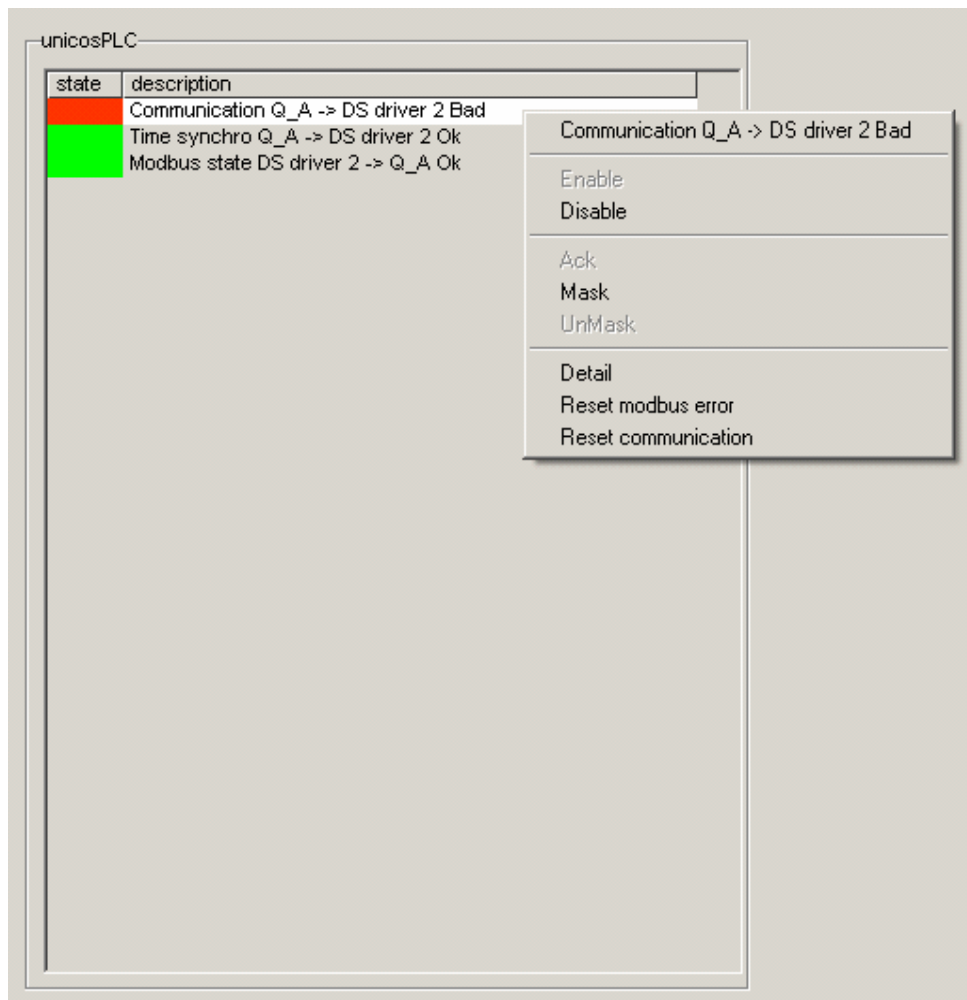 unicosPLC
state description
Communication Q_A -> DS driver 2 Bad
Time synchro Q_A -> DS driver 2 Ok
Modbus state DS driver 2 -> Q_A Ok
Communication Q_A -> DS driver 2 Bad
Enable
Disable
Ack
Mask
UnMask
Detail
Reset modbus error
Reset communication